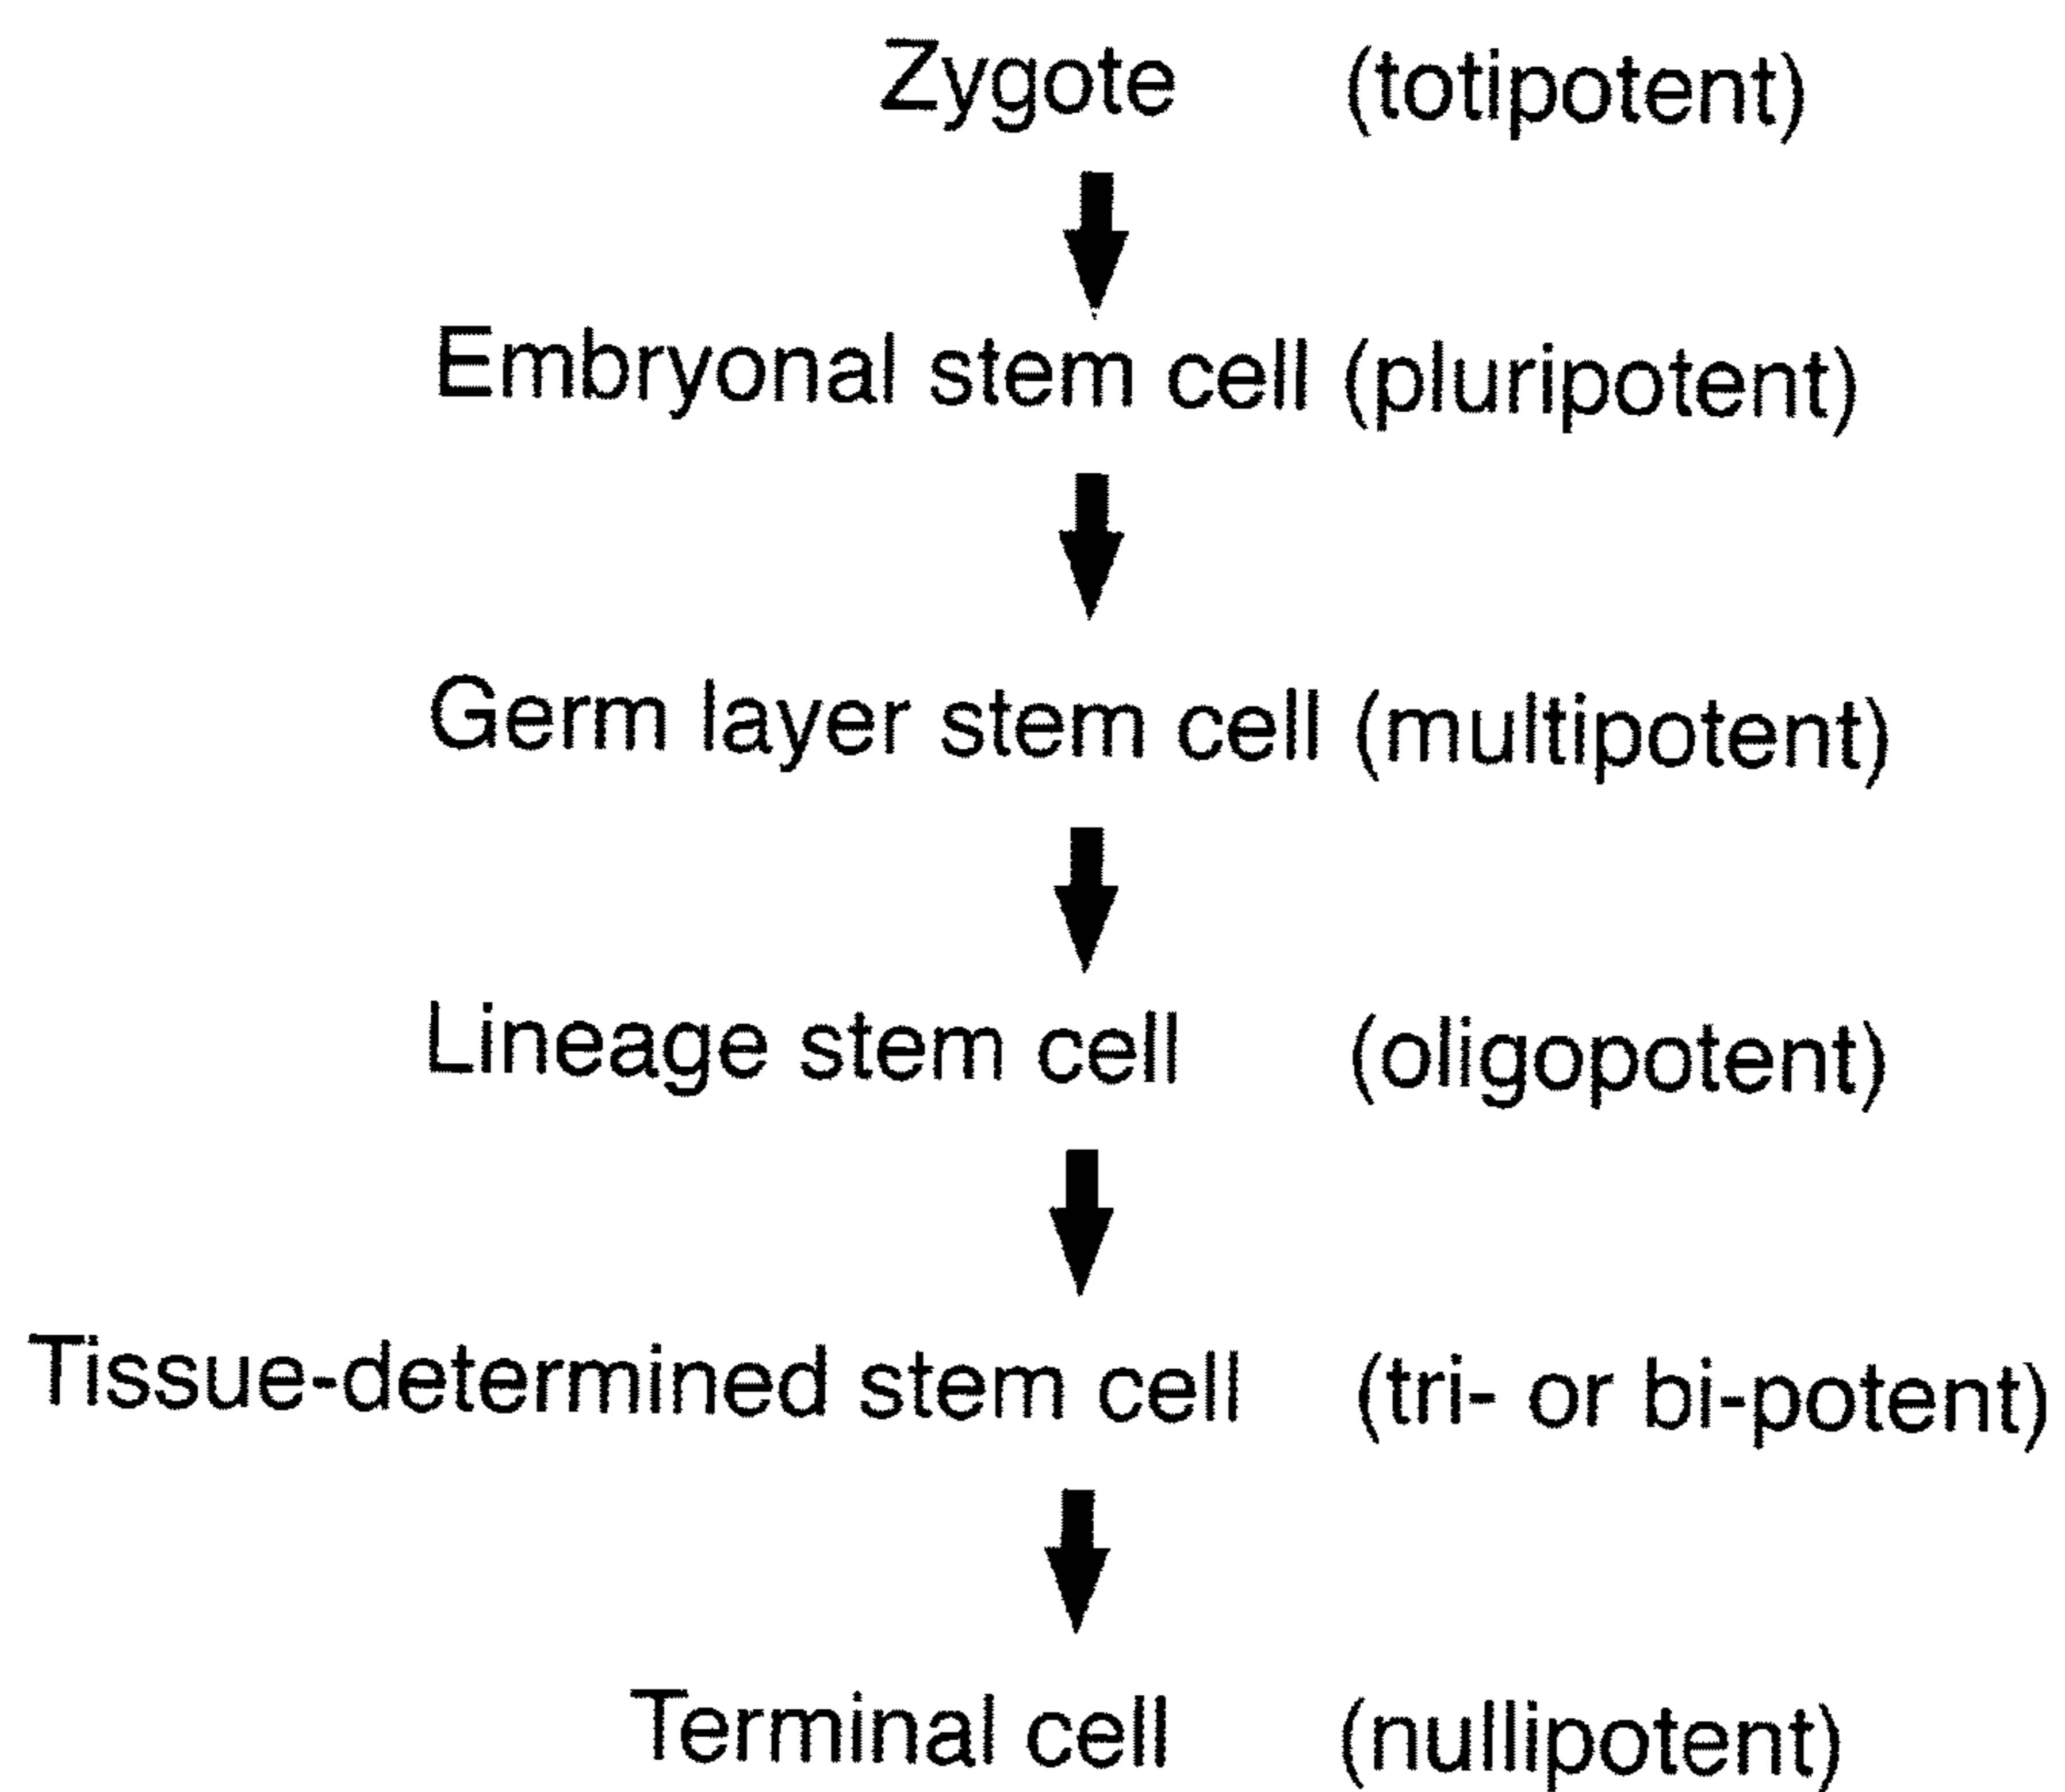 Zygote (totipotent)
Embryonal stem cell (pluripotent)
Germ layer stem cell (multipotent)
Lineage stem cell (oligopotent)
Tissue-determined stem cell (tri- or bi-potent)
Terminal cell (nullipotent)